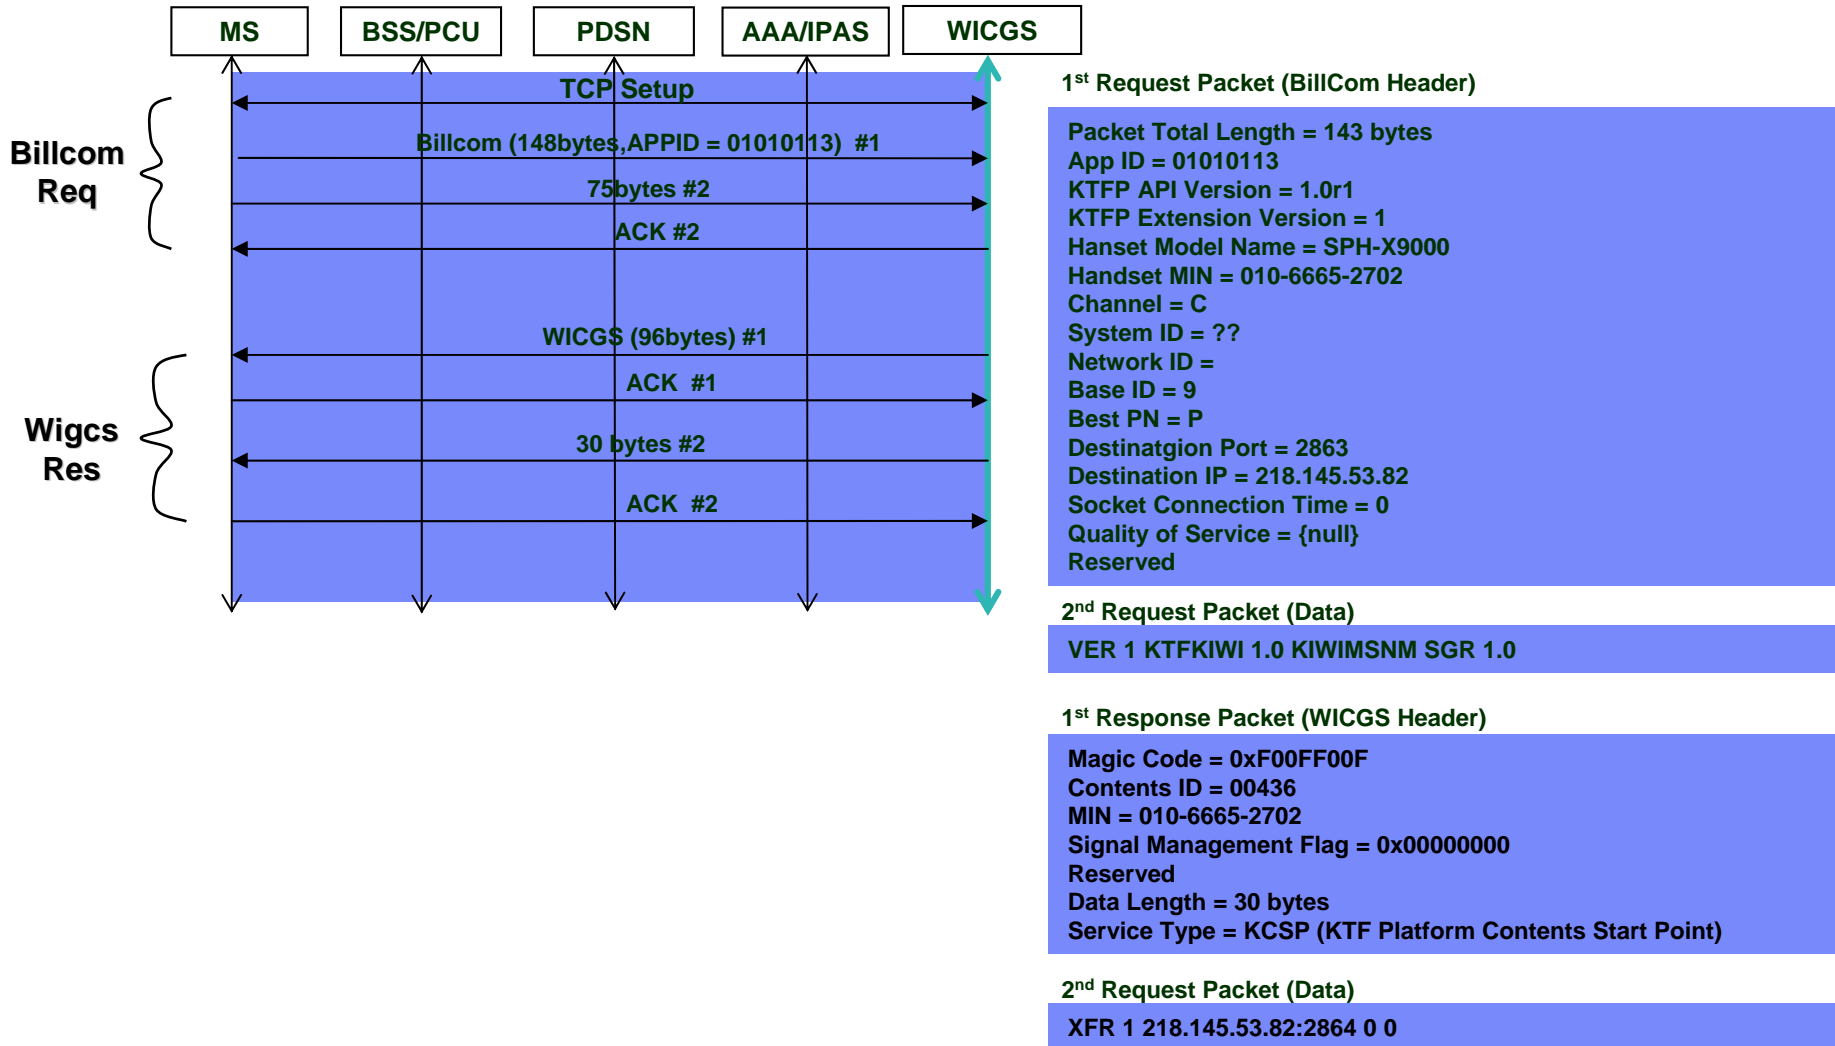 MS
BSS/PCU
PDSN
AAA/IPAS
WICGS
TCP Setup
Billcom (148bytes,APPID = 01010113)  #1
75bytes #2
ACK #2
WICGS (96bytes) #1
ACK  #1
30 bytes #2
ACK  #2
Billcom
Req
Wigcs
Res
1st Request Packet (BillCom Header)
Packet Total Length = 143 bytes
App ID = 01010113
KTFP API Version = 1.0r1
KTFP Extension Version = 1
Hanset Model Name = SPH-X9000
Handset MIN = 010-6665-2702
Channel = C
System ID = ??
Network ID =
Base ID = 9
Best PN = P
Destinatgion Port = 2863
Destination IP = 218.145.53.82
Socket Connection Time = 0
Quality of Service = {null}
Reserved
2nd Request Packet (Data)
VER 1 KTFKIWI 1.0 KIWIMSNM SGR 1.0
1st Response Packet (WICGS Header)
Magic Code = 0xF00FF00F
Contents ID = 00436
MIN = 010-6665-2702
Signal Management Flag = 0x00000000
Reserved
Data Length = 30 bytes
Service Type = KCSP (KTF Platform Contents Start Point)
2nd Request Packet (Data)
XFR 1 218.145.53.82:2864 0 0